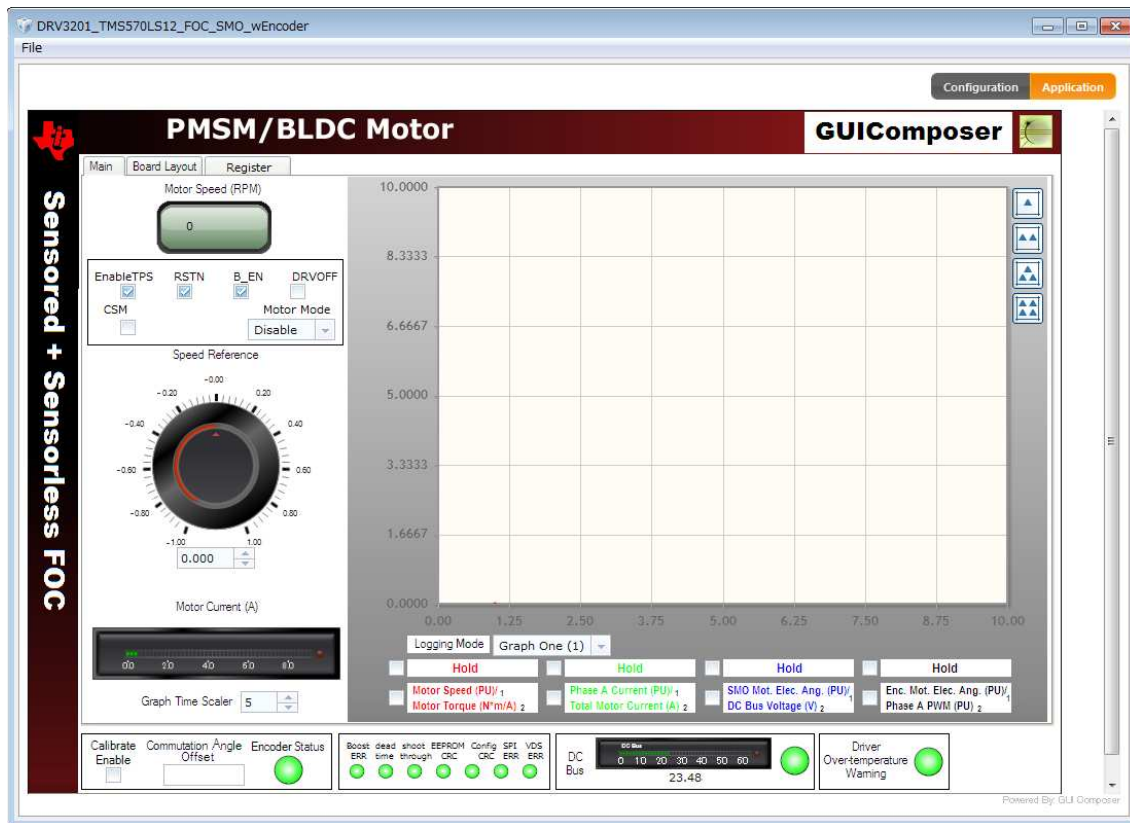 DRV3201_TMS570LS12_FOC_SMO_wEncoder
File
Configuration Application
PMSM/BLDC Motor
GUIComposer
Sensored + Sensorless FOC
Main Board Layout Register
Motor Speed (RPM)
0
EnableTPS RSTN B_EN DRVOFF
CSM Motor Mode
Disable
Speed Reference
-0.00
-0.20 0.20
-0.40 0.40
-0.60 0.60
-0.80 0.80
-1.00 1.00
0.000
Motor Current (A)
0.0 2.0 4.0 6.0 8.0
Graph Time Scaler 5
10.0000
8.3333
6.6667
5.0000
3.3333
1.6667
0.0000
0.00 1.25 2.50 3.75 5.00 6.25 7.50 8.75 10.00
Logging Mode Graph One (1)
Hold Hold Hold Hold
Motor Speed (PU)/ 1
Motor Torque (N*m/A) 2
Phase A Current (PU)/ 1
Total Motor Current (A) 2
SMO Mot. Elec. Ang. (PU)/ 1
DC Bus Voltage (V) 2
Enc. Mot. Elec. Ang. (PU)/ 1
Phase A PWM (PU) 2
Calibrate Enable
Commutation Angle Offset
Encoder Status
Boost ERR
dead time
shoot through
EEPROM CRC
Config CRC
SPI ERR
VDS ERR
DC Bus
DC Bus
0 10 20 30 40 50 60
23.48
Driver
Over-temperature
Warning
Powered By: GUI Composer